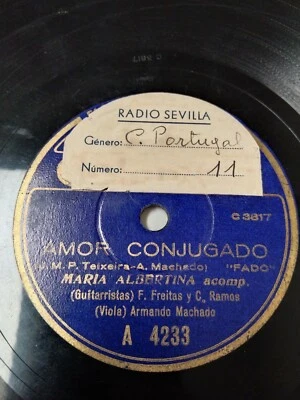 C 3817
RADIO SEVILLA
Género: C. Portugal
Número: 11
C 3817
AMOR CONJUGADO
M. P. Teixeira-A. Machado) "FADO"
MARIA ALBERTINA acomp.
(Guitarristas) F. Freitas y C. Ramos
(Viola) Armando Machado
A 4233